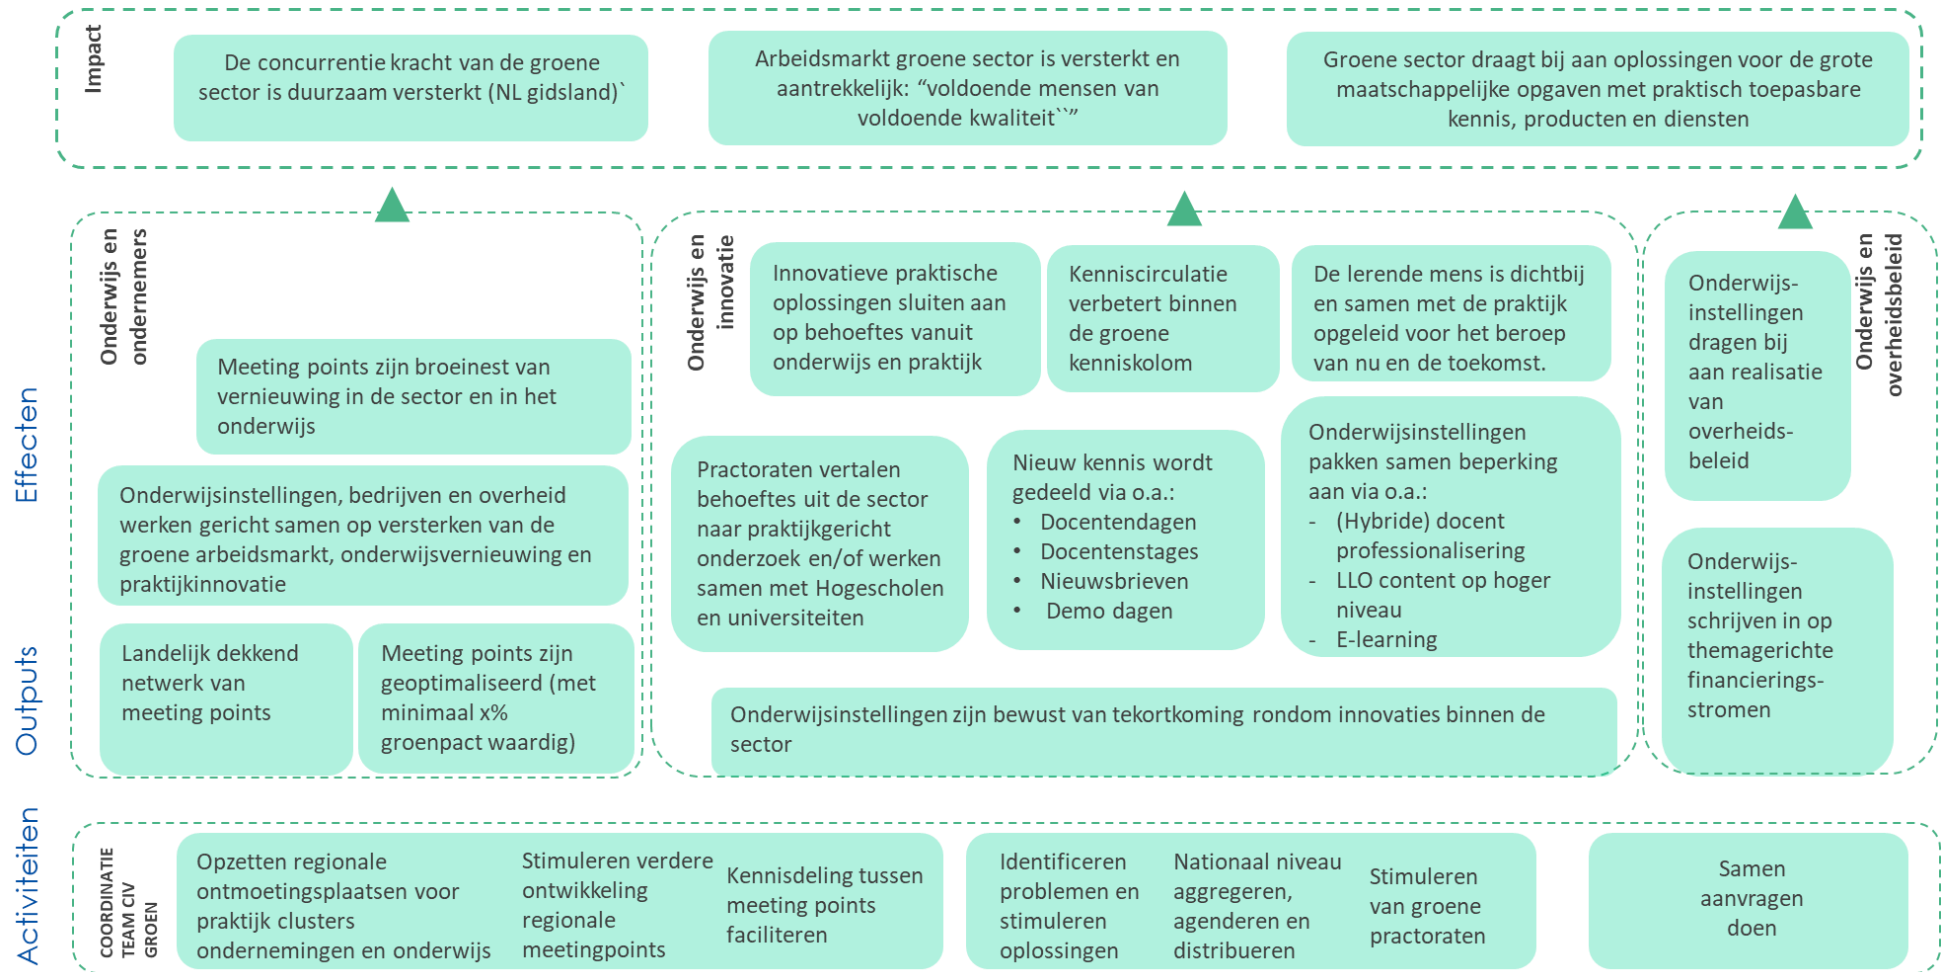 Impact
De concurrentie kracht van de groene
sector is duurzaam versterkt (NL gidsland)`
Arbeidsmarkt groene sector is versterkt en
aantrekkelijk: “voldoende mensen van
voldoende kwaliteit``”
Groene sector draagt bij aan oplossingen voor de grote
maatschappelijke opgaven met praktisch toepasbare
kennis, producten en diensten
Effecten
Outputs
Onderwijs en
ondernemers
Meeting points zijn broeinest van
vernieuwing in de sector en in het
onderwijs
Onderwijsinstellingen, bedrijven en overheid
werken gericht samen op versterken van de
groene arbeidsmarkt, onderwijsvernieuwing en
praktijkinnovatie
Landelijk dekkend
netwerk van
meeting points
Meeting points zijn
geoptimaliseerd (met
minimaal x%
groenpact waardig)
Onderwijs en
innovatie
Innovatieve praktische
oplossingen sluiten aan
op behoeftes vanuit
onderwijs en praktijk
Kenniscirculatie
verbetert binnen
de groene
kenniskolom
De lerende mens is dichtbij
en samen met de praktijk
opgeleid voor het beroep
van nu en de toekomst.
Practoraten vertalen
behoeftes uit de sector
naar praktijkgericht
onderzoek en/of werken
samen met Hogescholen
en universiteiten
Nieuw kennis wordt
gedeeld via o.a.:
• Docentendagen
• Docentenstages
• Nieuwsbrieven
• Demo dagen
Onderwijsinstellingen
pakken samen beperking
aan via o.a.:
- (Hybride) docent
professionalisering
- LLO content op hoger
niveau
- E-learning
Onderwijsinstellingen zijn bewust van tekortkoming rondom innovaties binnen de
sector
Onderwijs en
overheidsbeleid
Onderwijs-
instellingen
dragen bij
aan realisatie
van
overheids-
beleid
Onderwijs-
instellingen
schrijven in op
themagerichte
financierings-
stromen
Activiteiten
COORDINATIE
TEAM CIV
GROEN
Opzetten regionale
ontmoetingsplaatsen voor
praktijk clusters
ondernemingen en onderwijs
Stimuleren verdere
ontwikkeling
regionale
meetingpoints
Kennisdeling tussen
meeting points
faciliteren
Identificeren
problemen en
stimuleren
oplossingen
Nationaal niveau
aggregeren,
agenderen en
distribueren
Stimuleren
van groene
practoraten
Samen
aanvragen
doen